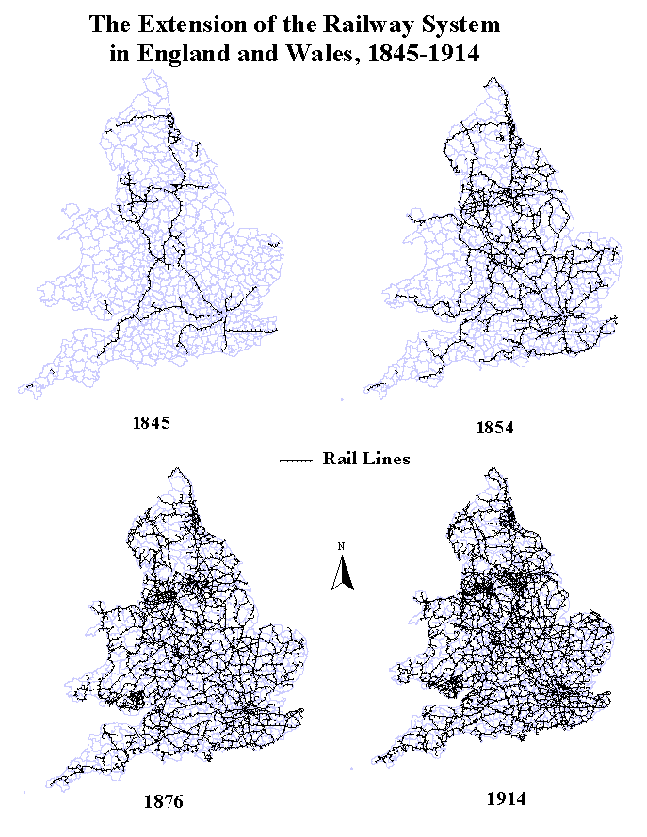 The Extension of the Railway System
in England and Wales, 1845-1914
1845
1854
Rail Lines
N
1876
1914